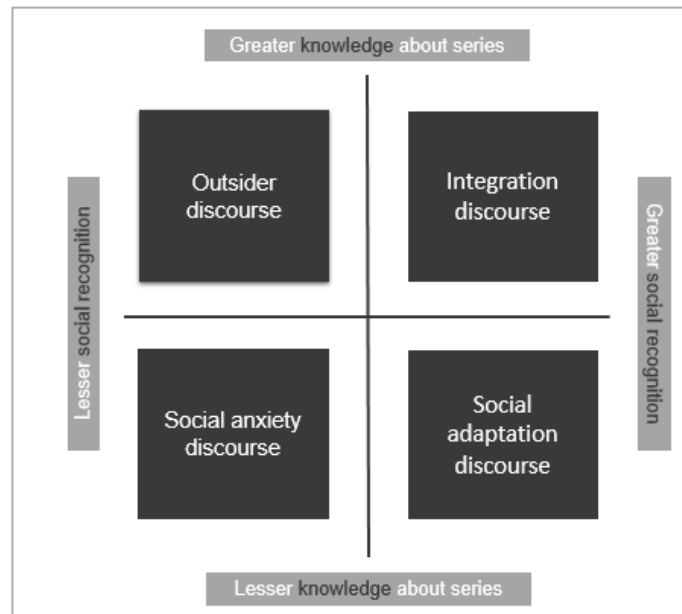 Greater knowledge about series
Outsider
discourse
Integration
discourse
Lesser social recognition
Greater social recognition
Social anxiety
discourse
Social
adaptation
discourse
Lesser knowledge about series